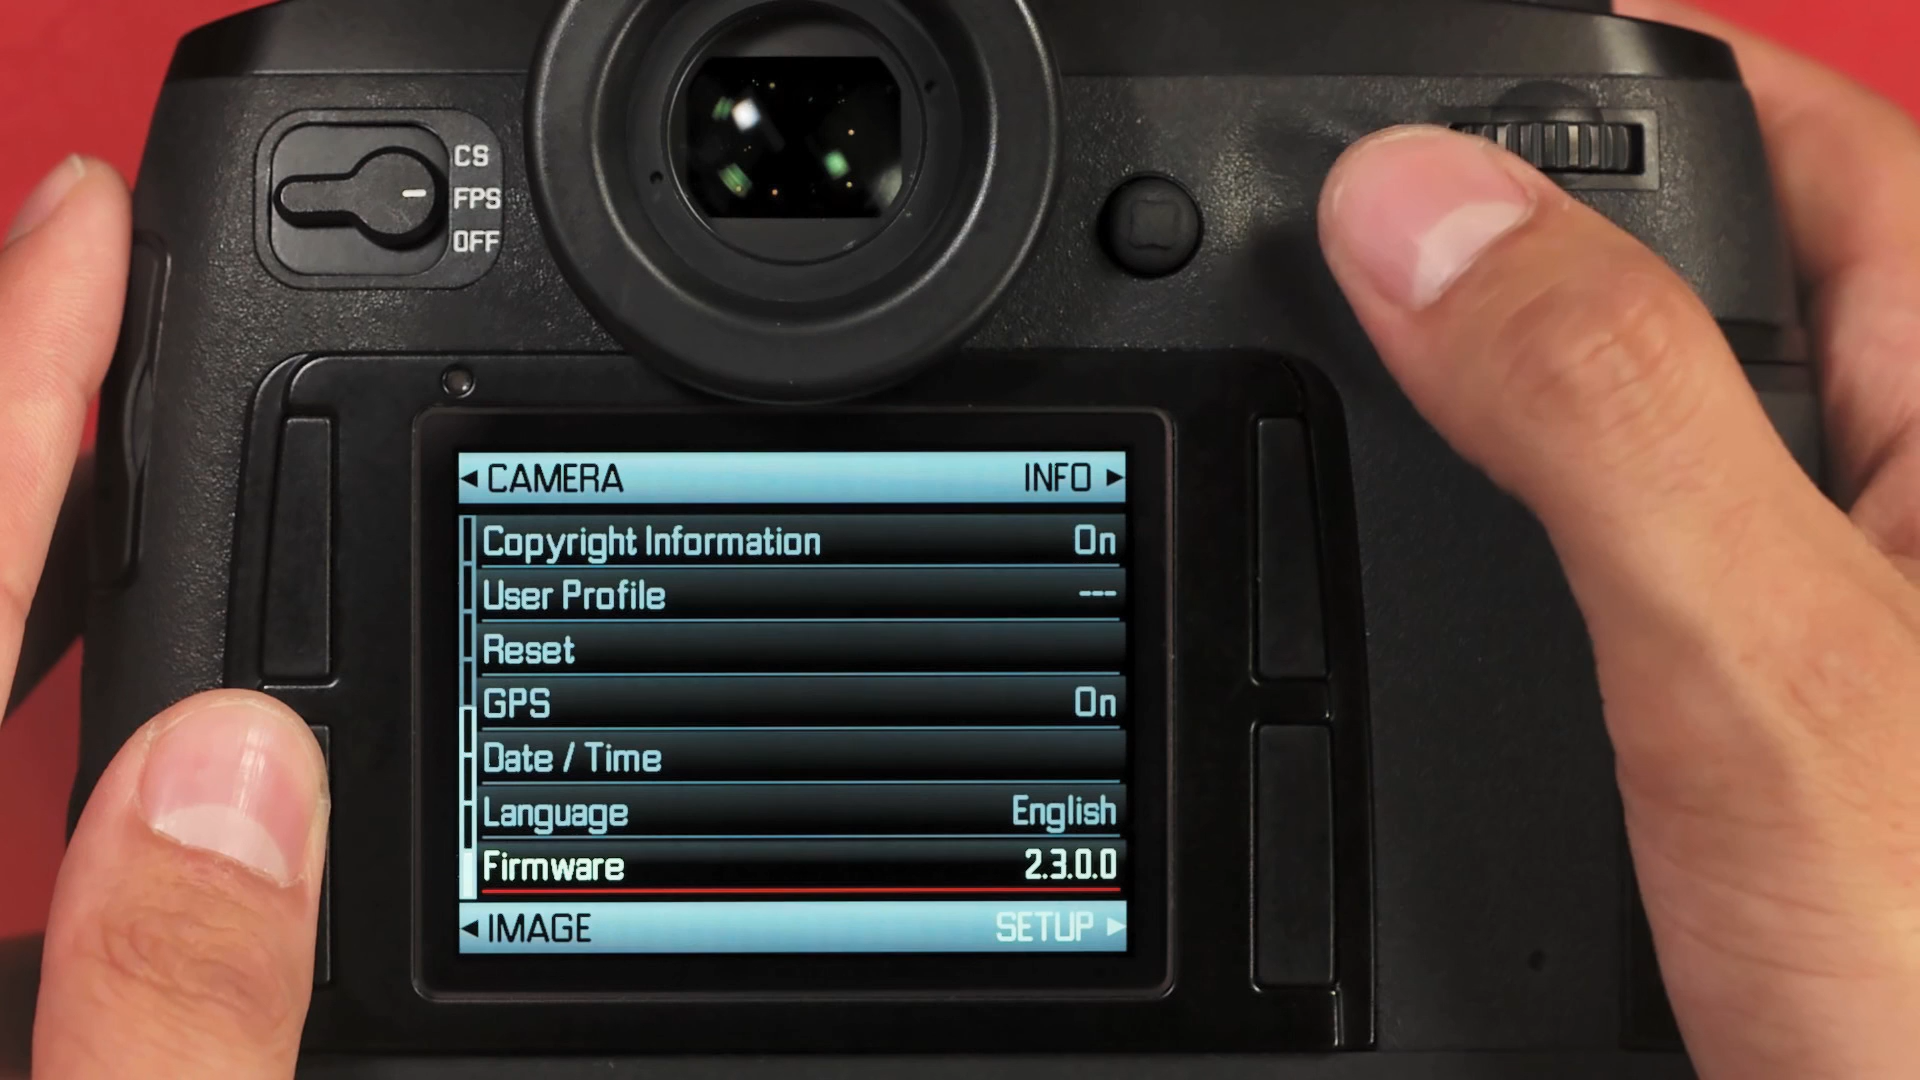 CS
FPS
OFF
CAMERA INFO
Copyright Information On
User Profile ---
Reset
GPS On
Date / Time
Language English
Firmware 2.3.0.0
IMAGE SETUP